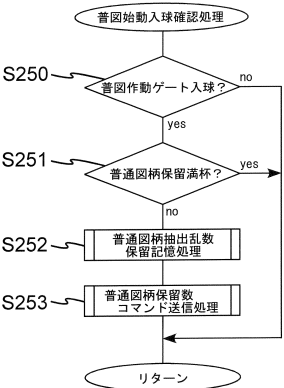 普図始動入球確認処理
S250
普図作動ゲート入球？
no
yes
S251
普通図柄保留満杯？
yes
no
S252
普通図柄抽出乱数
保留記憶処理
S253
普通図柄保留数
コマンド送信処理
リターン